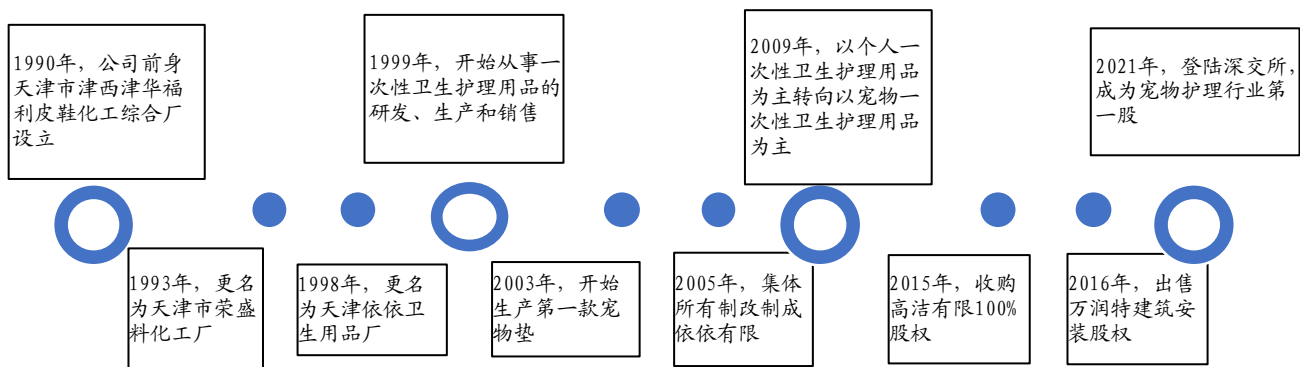 1990年，公司前身
天津市津西津华福
利皮鞋化工综合厂
设立
1999年，开始从事一
次性卫生护理用品的
研发、生产和销售
2009年，以个人一
次性卫生护理用品
为主转向以宠物一
次性卫生护理用品
为主
2021年，登陆深交所，
成为宠物护理行业第
一股
1993年，更名
为天津市荣盛
料化工厂
1998年，更名
为天津依依卫
生用品厂
2003年，开始
生产第一款宠
物垫
2005年，集体
所有制改制成
依依有限
2015年，收购
高洁有限100%
股权
2016年，出售
万润特建筑安
装股权